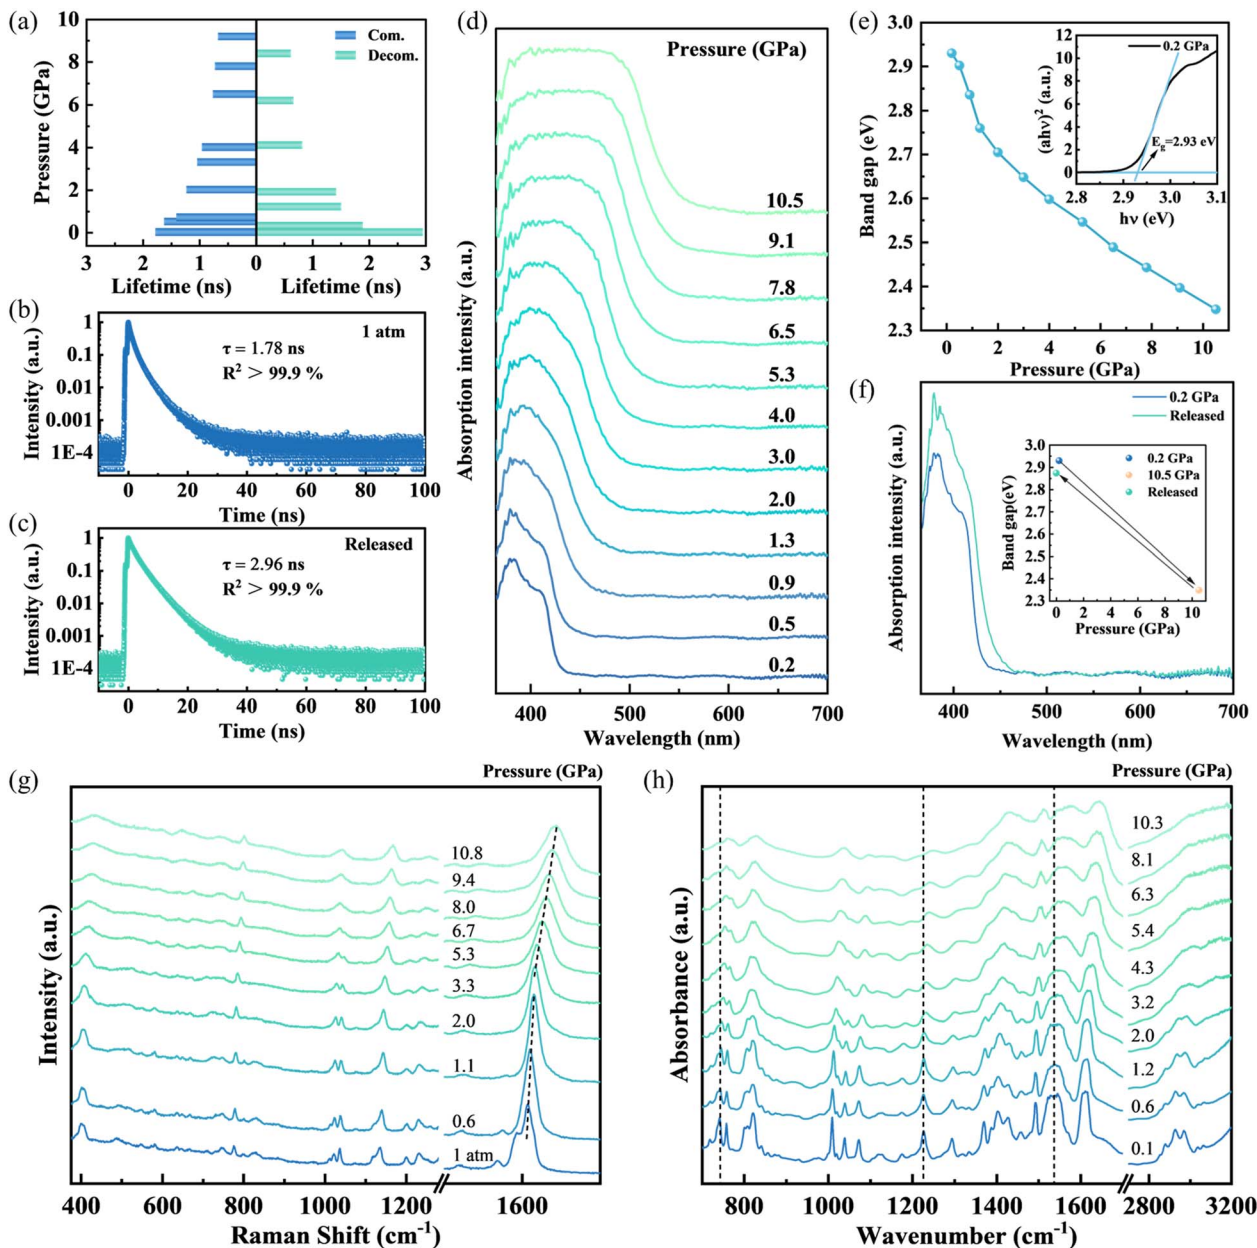 (a)
10
8
6
4
2
0
Pressure (GPa)
Com.
Decom.
3
2
1
0
1
2
3
Lifetime (ns)
Lifetime (ns)
(b)
1
0.1
0.01
0.001
1E-4
Intensity (a.u.)
1 atm
τ = 1.78 ns
R² > 99.9 %
0
20
40
60
80
100
Time (ns)
(c)
1
0.1
0.01
0.001
1E-4
Intensity (a.u.)
Released
τ = 2.96 ns
R² > 99.9 %
0
20
40
60
80
100
Time (ns)
(d)
Pressure (GPa)
Absorption intensity (a.u.)
10.5
9.1
7.8
6.5
5.3
4.0
3.0
2.0
1.3
0.9
0.5
0.2
400
500
600
700
Wavelength (nm)
(e)
3.0
2.9
2.8
2.7
2.6
2.5
2.4
2.3
Band gap (eV)
0
2
4
6
8
10
Pressure (GPa)
12
10
8
6
4
2
0
(ahν)² (a.u.)
0.2 GPa
E_g=2.93 eV
2.8
2.9
3.0
3.1
hν (eV)
(f)
Absorption intensity (a.u.)
0.2 GPa
Released
3.0
2.9
2.8
2.7
2.6
2.5
2.4
2.3
Band gap(eV)
0.2 GPa
10.5 GPa
Released
0
2
4
6
8
10
Pressure (GPa)
400
500
600
700
Wavelength (nm)
(g)
Pressure (GPa)
Intensity (a.u.)
10.8
9.4
8.0
6.7
5.3
3.3
2.0
1.1
0.6
1 atm
400
600
800
1000
1200
1600
Raman Shift (cm⁻¹)
(h)
Pressure (GPa)
Absorbance (a.u.)
10.3
8.1
6.3
5.4
4.3
3.2
2.0
1.2
0.6
0.1
800
1000
1200
1400
1600
2800
3200
Wavenumber (cm⁻¹)